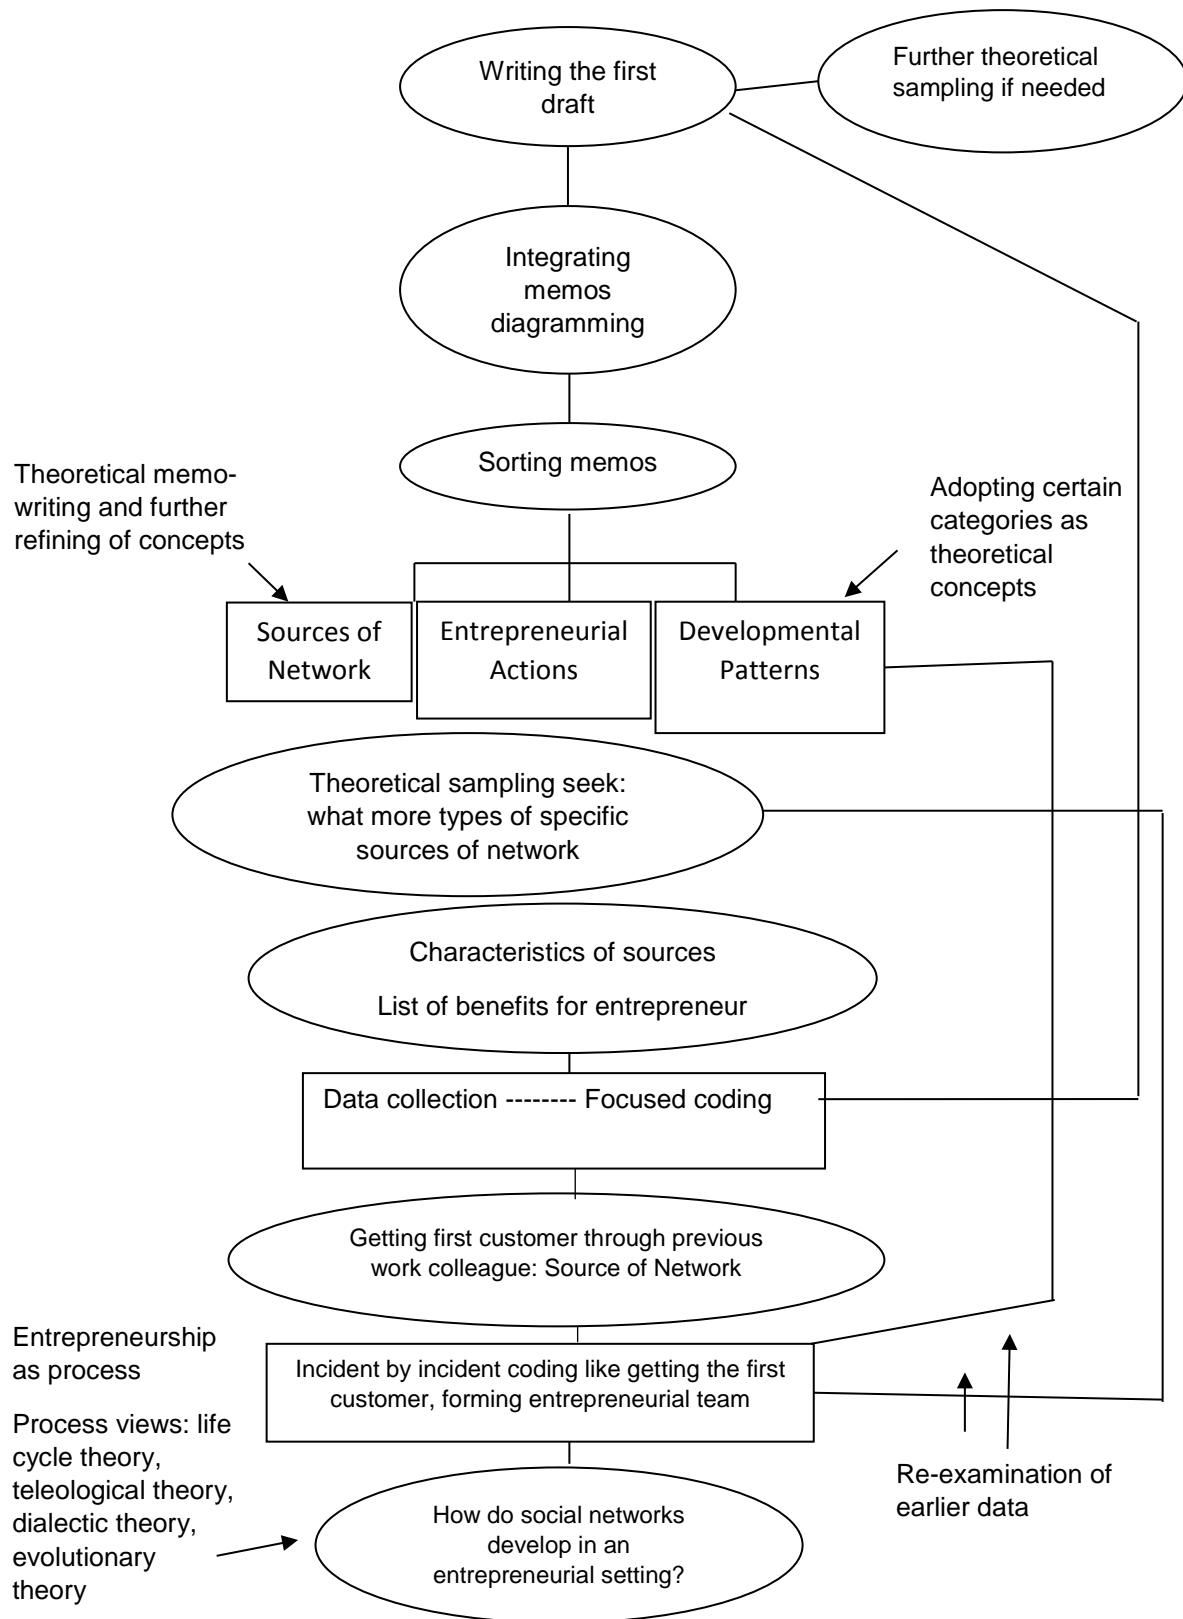 Writing the first
draft
Further theoretical
sampling if needed
Integrating
memos
diagramming
Sorting memos
Theoretical memo-
writing and further
refining of concepts
Adopting certain
categories as
theoretical
concepts
Sources of
Network
Entrepreneurial
Actions
Developmental
Patterns
Theoretical sampling seek:
what more types of specific
sources of network
Characteristics of sources
List of benefits for entrepreneur
Data collection -------- Focused coding
Getting first customer through previous
work colleague: Source of Network
Entrepreneurship
as process
Incident by incident coding like getting the first
customer, forming entrepreneurial team
Process views: life
cycle theory,
teleological theory,
dialectic theory,
evolutionary
theory
Re-examination of
earlier data
How do social networks
develop in an
entrepreneurial setting?